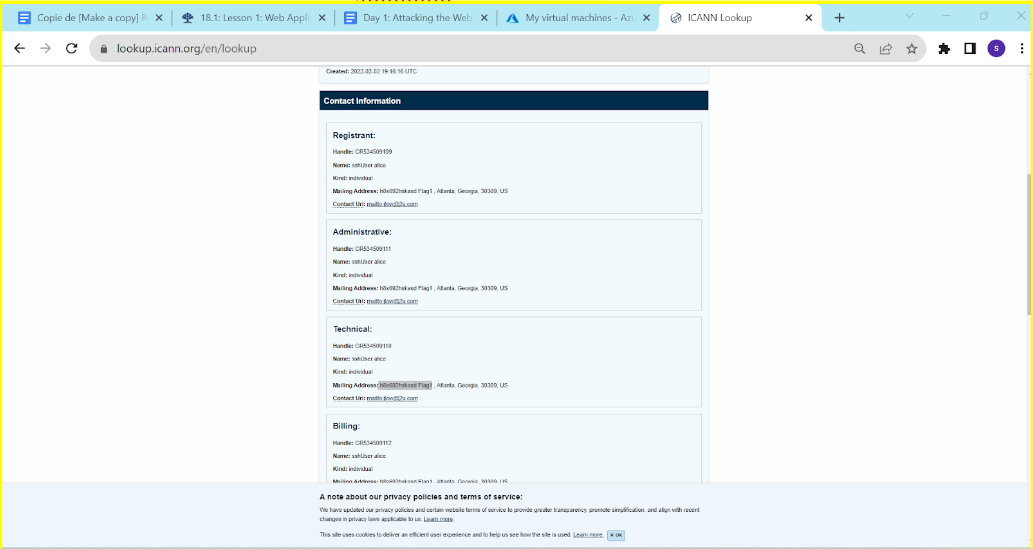 Copie de [Make a copy] R
18.1: Lesson 1: Web Appli
Day 1: Attacking the Web
My virtual machines - Azu
ICANN Lookup
lookup.icann.org/en/lookup
S
Created: 2022-02-02 19:16:16 UTC
Contact Information
Registrant:
Handle: CR534509109
Name: sshUser alice
Kind: individual
Mailing Address: h8s692hskasd Flag1 , Atlanta, Georgia, 30309, US
Contact Uri: mailto:jlow@2u.com
Administrative:
Handle: CR534509111
Name: sshUser alice
Kind: individual
Mailing Address: h8s692hskasd Flag1 , Atlanta, Georgia, 30309, US
Contact Uri: mailto:jlow@2u.com
Technical:
Handle: CR534509110
Name: sshUser alice
Kind: individual
Mailing Address: h8s692hskasd Flag1 , Atlanta, Georgia, 30309, US
Contact Uri: mailto:jlow@2u.com
Billing:
Handle: CR534509112
Name: sshUser alice
Kind: individual
Mailing Address: h8s692hskasd Flag1 , Atlanta, Georgia, 30309, US
A note about our privacy policies and terms of service:
We have updated our privacy policies and certain website terms of service to provide greater transparency, promote simplification, and align with recent
changes in privacy laws applicable to us. Learn more.
This site uses cookies to deliver an efficient user experience and to help us see how the site is used. Learn more. × OK